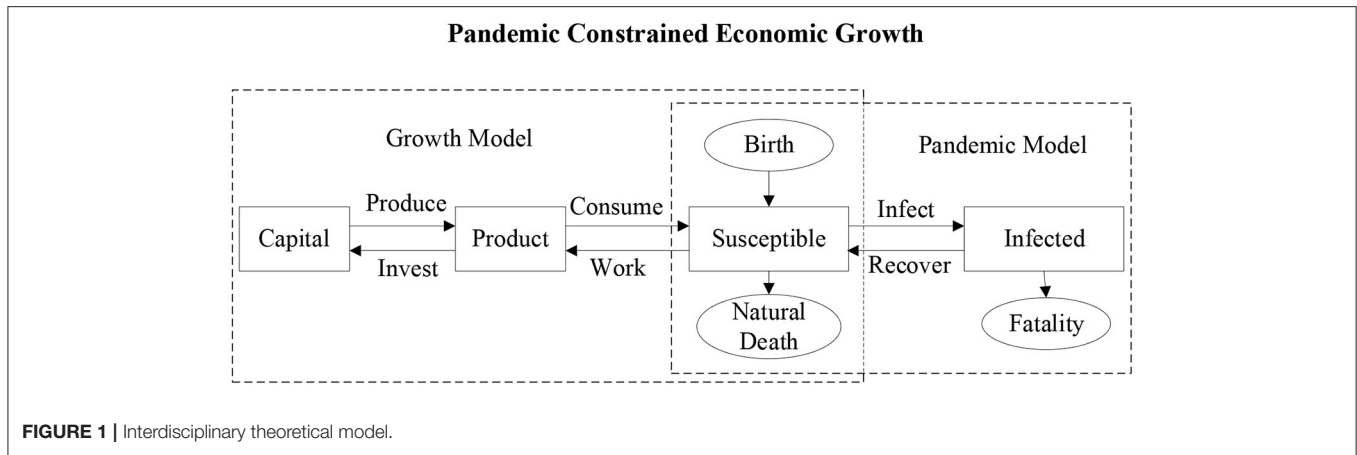 Pandemic Constrained Economic Growth
Growth Model
Birth
Pandemic Model
Produce
Consume
Infect
Capital
Product
Susceptible
Infected
Invest
Work
Recover
Natural
Death
Fatality
FIGURE 1 | Interdisciplinary theoretical model.